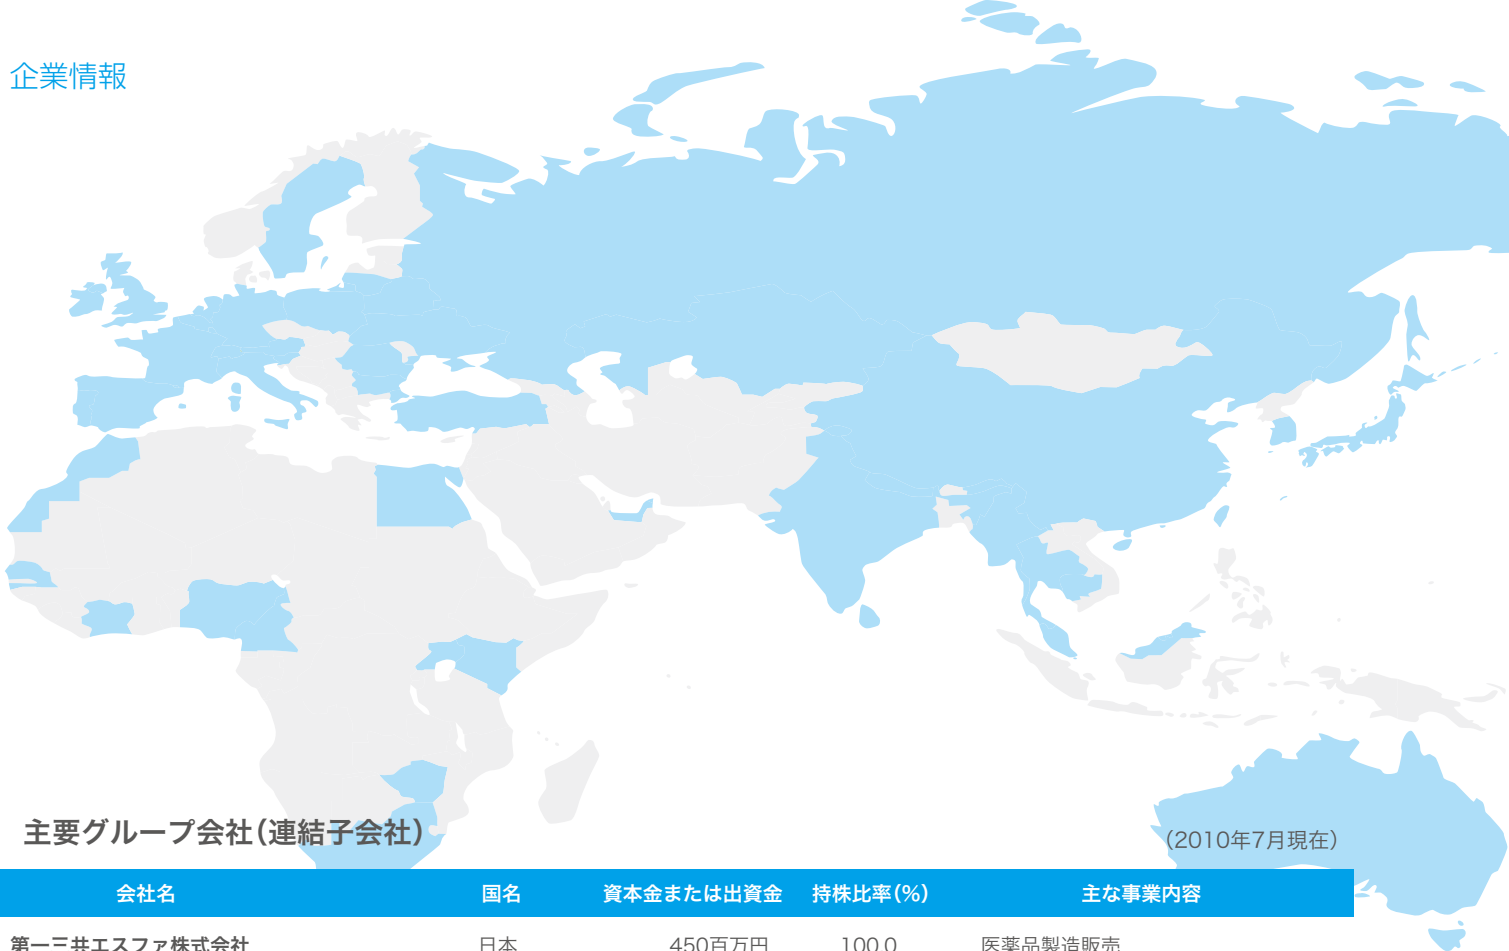 企業情報
主要グループ会社（連結子会社）
（2010年7月現在）
会社名 国名 資本金または出資金 持株比率（%） 主な事業内容
第一三共エスファ株式会社 日本 450百万円 100.0 医薬品製造販売